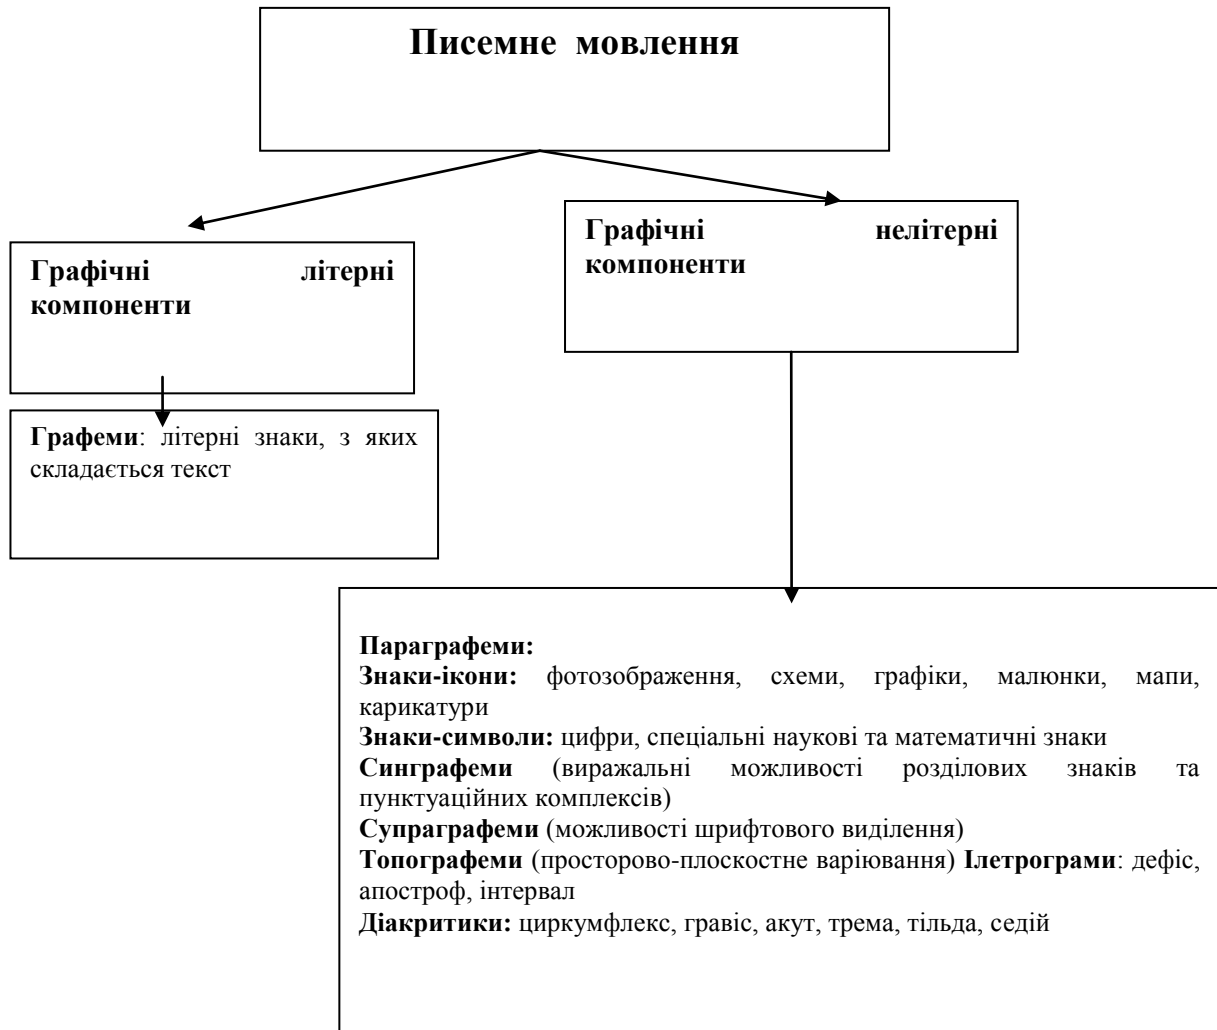 Писемне мовлення
Графічні нелітерні
компоненти
Графічні літерні
компоненти
Графеми: літерні знаки, з яких
складається текст
Параграфеми:
Знаки-ікони: фотозображення, схеми, графіки, малюнки, мапи,
карикатури
Знаки-символи: цифри, спеціальні наукові та математичні знаки
Синграфеми (виражальні можливості розділових знаків та
пунктуаційних комплексів)
Супраграфеми (можливості шрифтового виділення)
Топографеми (просторово-плоскостне варіювання) Ілетрограми: дефіс,
апостроф, інтервал
Діакритики: циркумфлекс, гравіс, акут, трема, тільда, седій